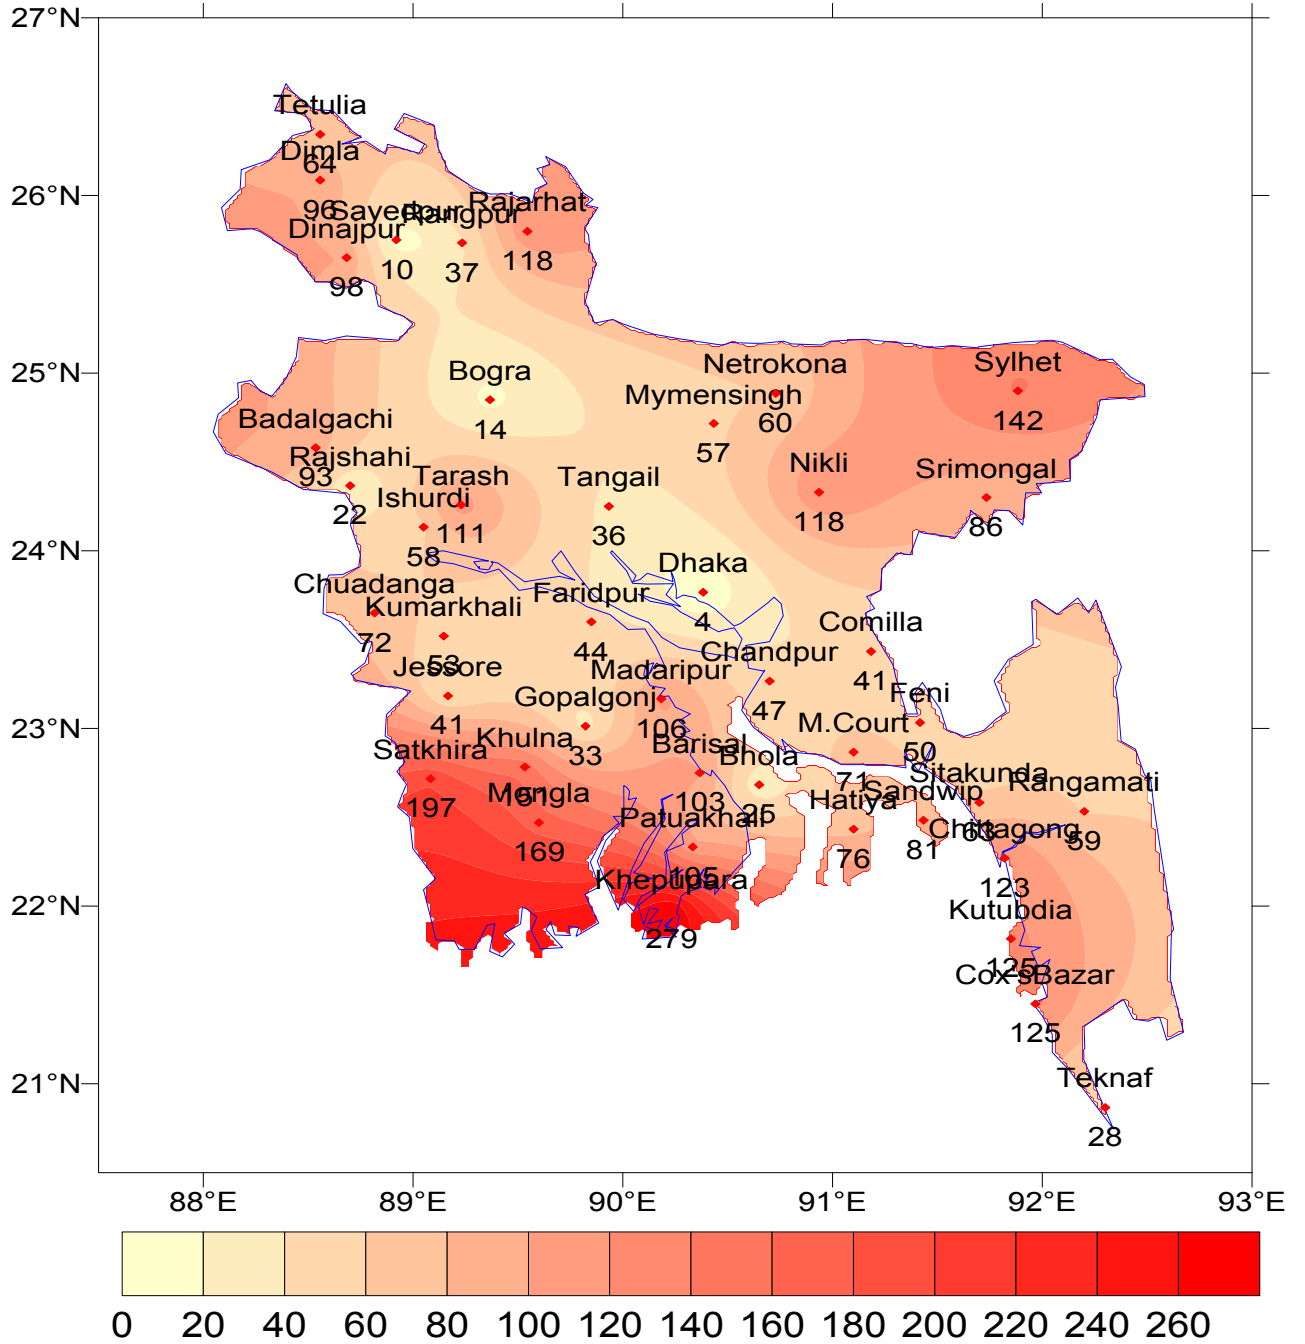 27°N
Tetulia
Dimla
64
26°N
96
Sayedpur
Rangpur
Rajarhat
Dinajpur
10
37
118
98
25°N
Netrokona
Sylhet
Bogra
Mymensingh
Badalgachi
14
60
142
57
Rajshahi
Tarash
Tangail
Nikli
Srimongal
93
Ishurdi
22
111
36
118
86
24°N
58
Dhaka
Chuadanga
Faridpur
Kumarkhali
4
Comilla
72
53
44
Chandpur
Jessore
Madaripur
41
Feni
Gopalgonj
47
23°N
41
106
M.Court
Khulna
33
Barisal
50
Satkhira
Bhola
71
Sitakunda
Rangamati
197
151
Mongla
103
25
Hatiya
Sandwip
Patuakhali
63
Chittagong
59
169
76
81
105
22°N
Khepupara
123
Kutubdia
279
125
Cox'sBazar
125
21°N
Teknaf
28
88°E 89°E 90°E 91°E 92°E 93°E
0 20 40 60 80 100 120 140 160 180 200 220 240 260